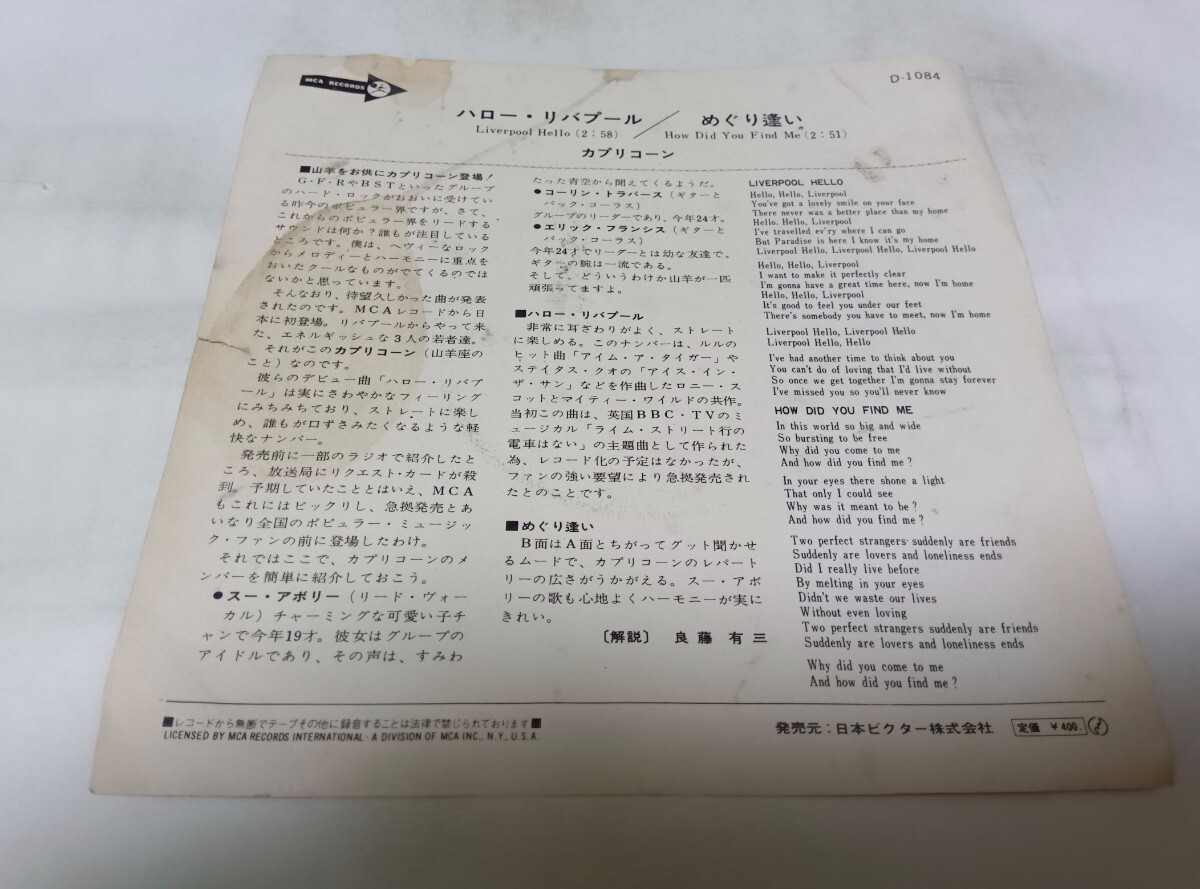 MCA RECORDS
D-1084
ハロー・リバプール／めぐり逢い
Liverpool Hello (2:58)
How Did You Find Me (2:51)
カプリコーン
■山羊をお供にカプリコーン登場！
G・F・RやBSTといったグループ
のハード・ロックがおおいに受けてい
る昨今のポピュラー界ですが、さて、
これからのポピュラー界をリードする
サウンドは何か？誰もが注目している
ところです。僕は、ヘヴィーなロック
からメロディーとハーモニーに重点を
おいたクールなものがでてくるのでは
ないかと思っています。
そんなおり、待望久しかった曲が発表
されたのです。MCAレコードから日
本に初登場。リバプールからやって来
た、エネルギッシュな3人の若者達。
それがこのカプリコーン（山羊座の
こと）なのです。
彼らのデビュー曲「ハロー・リバプ
ール」は実にさわやかなフィーリング
にみちみちており、ストレートに楽し
め、誰もが口ずさみたくなるような軽
快なナンバー。
発売前に一部のラジオで紹介したと
ころ、放送局にリクエスト・カードが殺
到。予期していたこととはいえ、MCA
もこれにはビックリし、急拠発売とあ
いなり全国のポピュラー・ミュージッ
ク・ファンの前に登場したわけ。
それではここで、カプリコーンのメ
ンバーを簡単に紹介しておこう。
●スー・アボリー（リード・ヴォー
カル）チャーミングな可愛い子チ
ャンで今年19才。彼女はグループの
アイドルであり、その声は、すみわ
たった青空から聞えてくるようだ。
●コーリン・トラバース（ギターと
バック・コーラス）
グループのリーダーであり、今年24才。
●エリック・フランシス（ギターと
バック・コーラス）
今年24才でリーダーとは幼な友達で、
ギターの腕は一流である。
そして、どういうわけか山羊が一匹
頑張ってますよ。
■ハロー・リバプール
非常に耳ざわりがよく、ストレート
に楽しめる。このナンバーは、ルルの
ヒット曲「アイム・ア・タイガー」や
ステイタス・クオの「アイス・イン・
ザ・サン」などを作曲したロニー・ス
コットとマイティー・ワイルドの共作。
当初この曲は、英国BBC・TVのミ
ュージカル「ライム・ストリート行の
電車はない」の主題曲として作られた
為、レコード化の予定はなかったが、
ファンの強い要望により急拠発売され
たとのことです。
■めぐり逢い
B面はA面とちがってグット聞かせ
るムードで、カプリコーンのレパート
リーの広さがうかがえる。スー・アボ
リーの歌も心地よくハーモニーが実に
きれい。
〔解説〕 良藤有三
LIVERPOOL HELLO
Hello, Hello, Liverpool
You've got a lovely smile on your face
There never was a better place than my home
Hello, Hello, Liverpool
I've travelled ev'ry where I can go
But Paradise is here I know it's my home
Liverpool Hello, Liverpool Hello, Liverpool Hello
Hello, Hello, Liverpool
I want to make it perfectly clear
I'm gonna have a great time here, now I'm home
Hello, Hello, Liverpool
It's good to feel you under our feet
There's somebody you have to meet, now I'm home
Liverpool Hello, Liverpool Hello
Liverpool Hello, Hello
I've had another time to think about you
You can't do of loving that I'd live without
So once we get together I'm gonna stay forever
I've missed you so you'll never know
HOW DID YOU FIND ME
In this world so big and wide
So bursting to be free
Why did you come to me
And how did you find me?
In your eyes there shone a light
That only I could see
Why was it meant to be?
And how did you find me?
Two perfect strangers suddenly are friends
Suddenly are lovers and loneliness ends
Did I really live before
By melting in your eyes
Didn't we waste our lives
Without even loving
Two perfect strangers suddenly are friends
Suddenly are lovers and loneliness ends
Why did you come to me
And how did you find me?
■レコードから無断でテープその他に録音することは法律で禁じられております■
LICENSED BY MCA RECORDS INTERNATIONAL・A DIVISION OF MCA INC., N.Y., U.S.A.
発売元：日本ビクター株式会社
定価 ￥400.